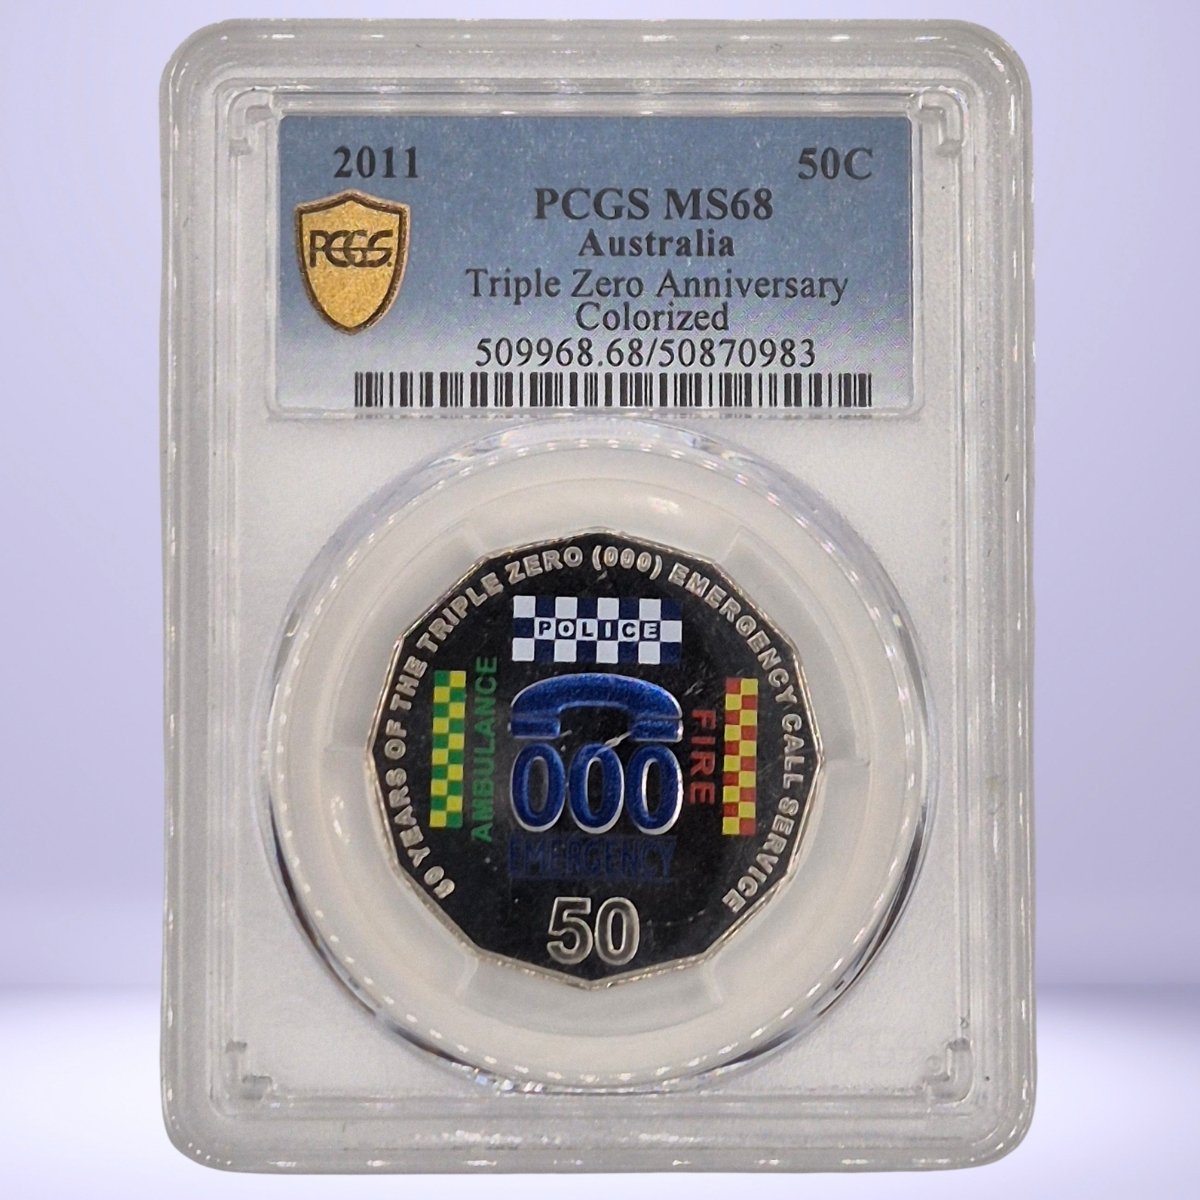 2011 50C
PCGS MS68
PCGS.
Australia
Triple Zero Anniversary
Colorized
509968.68/50870983
50 YEARS OF THE TRIPLE ZERO (000) EMERGENCY CALL SERVICE
POLICE
AMBULANCE
FIRE
000
EMERGENCY
50